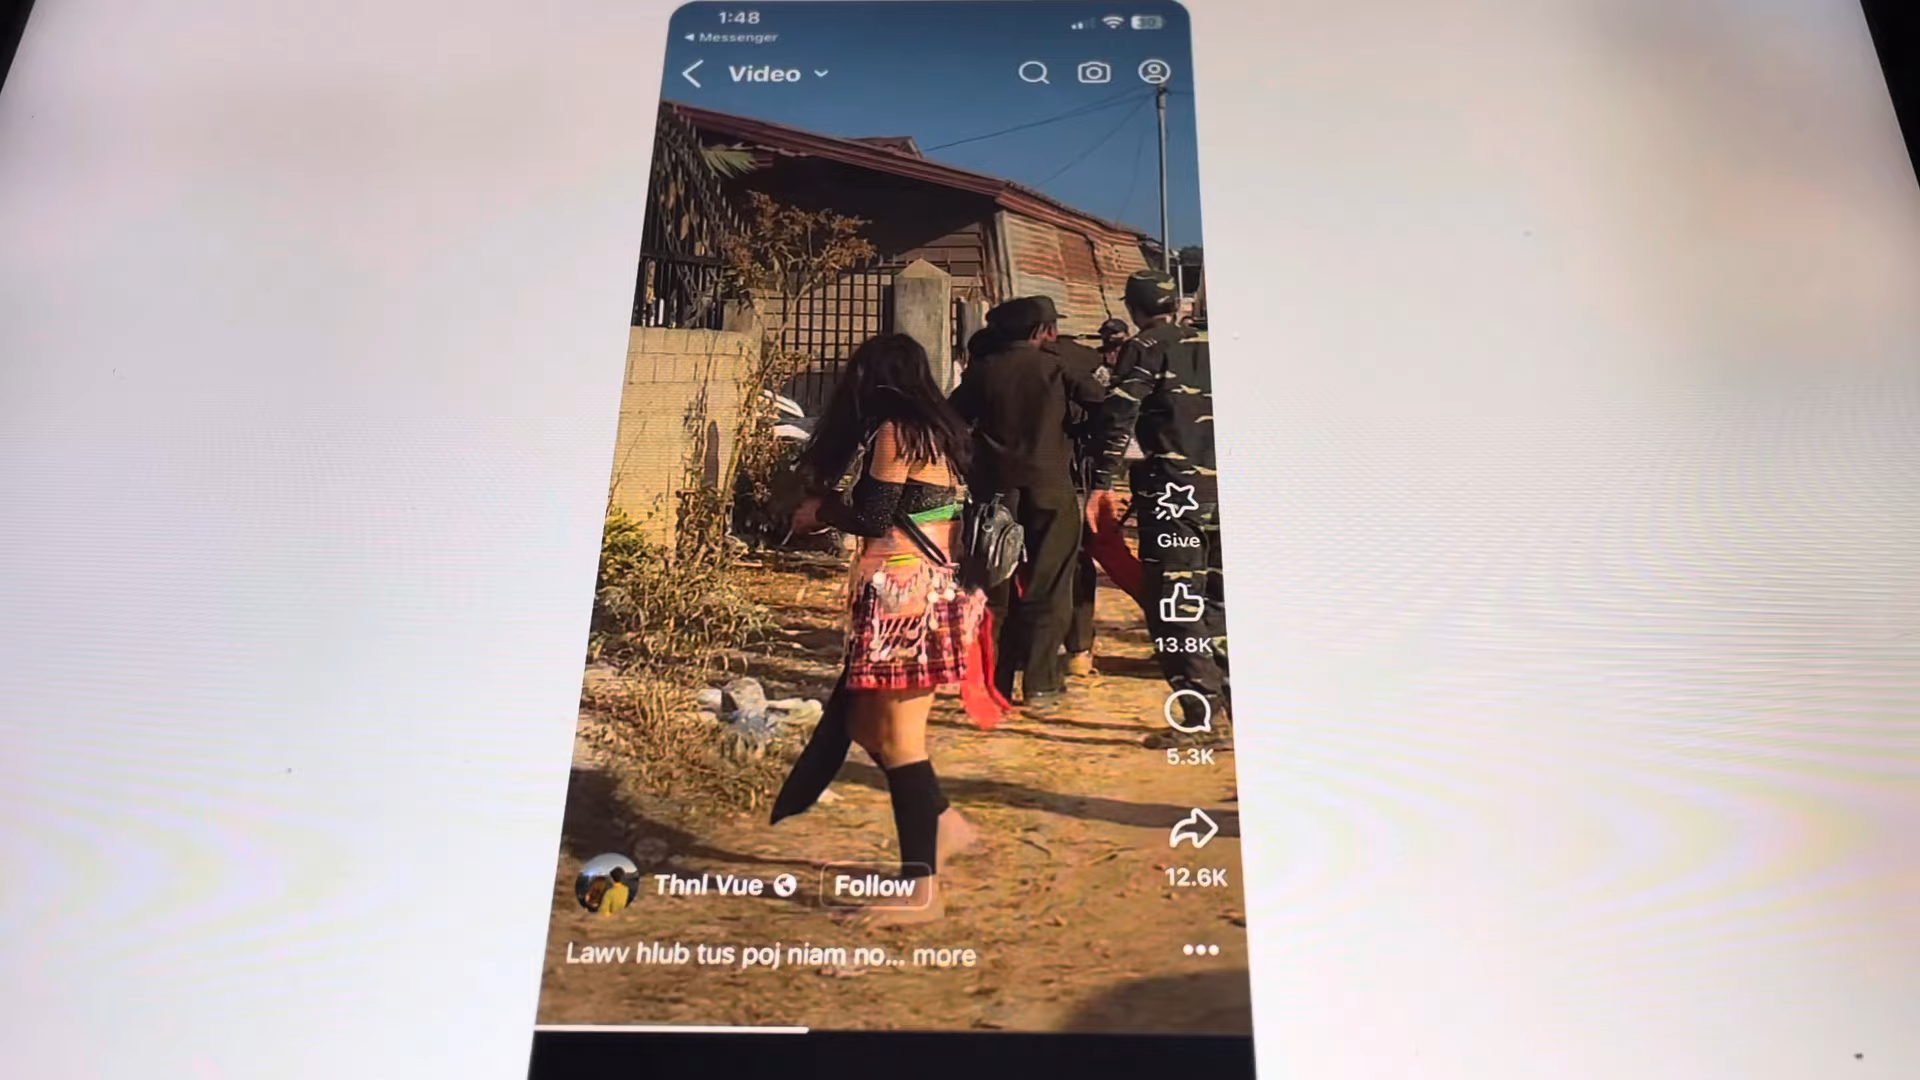 1:48
Messenger
Video
Give
13.8K
5.3K
12.6K
Thnl Vue
Follow
Lawv hlub tus poj niam no... more